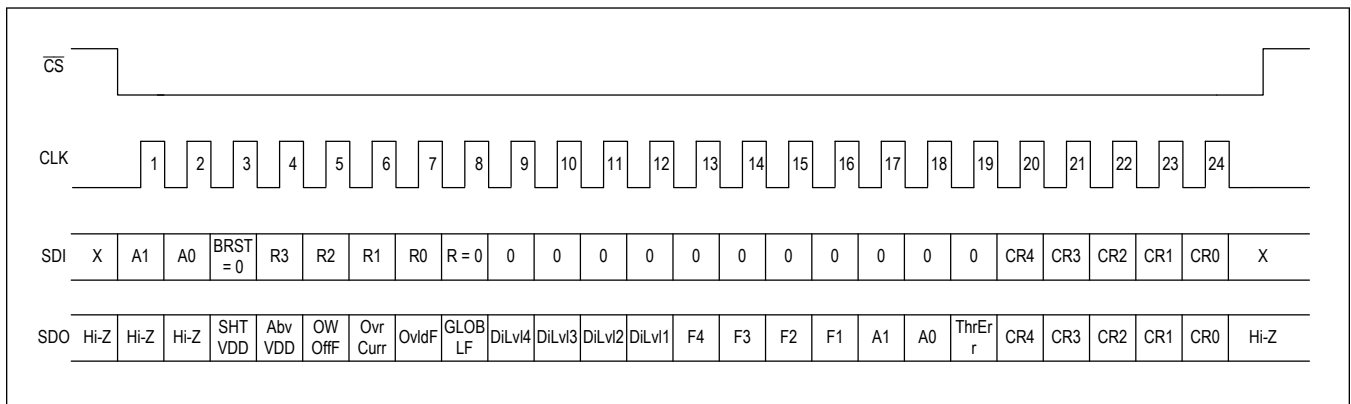 CS
CLK 1 2 3 4 5 6 7 8 9 10 11 12 13 14 15 16 17 18 19 20 21 22 23 24
SDI X A1 A0 BRST = 0 R3 R2 R1 R0 R = 0 0 0 0 0 0 0 0 0 0 0 0 CR4 CR3 CR2 CR1 CR0 X
SDO Hi-Z Hi-Z Hi-Z SHT VDD Abv VDD OW OffF Ovr Curr OvldF GLOB LF DiLvl4 DiLvl3 DiLvl2 DiLvl1 F4 F3 F2 F1 A1 A0 ThrEr r CR4 CR3 CR2 CR1 CR0 Hi-Z